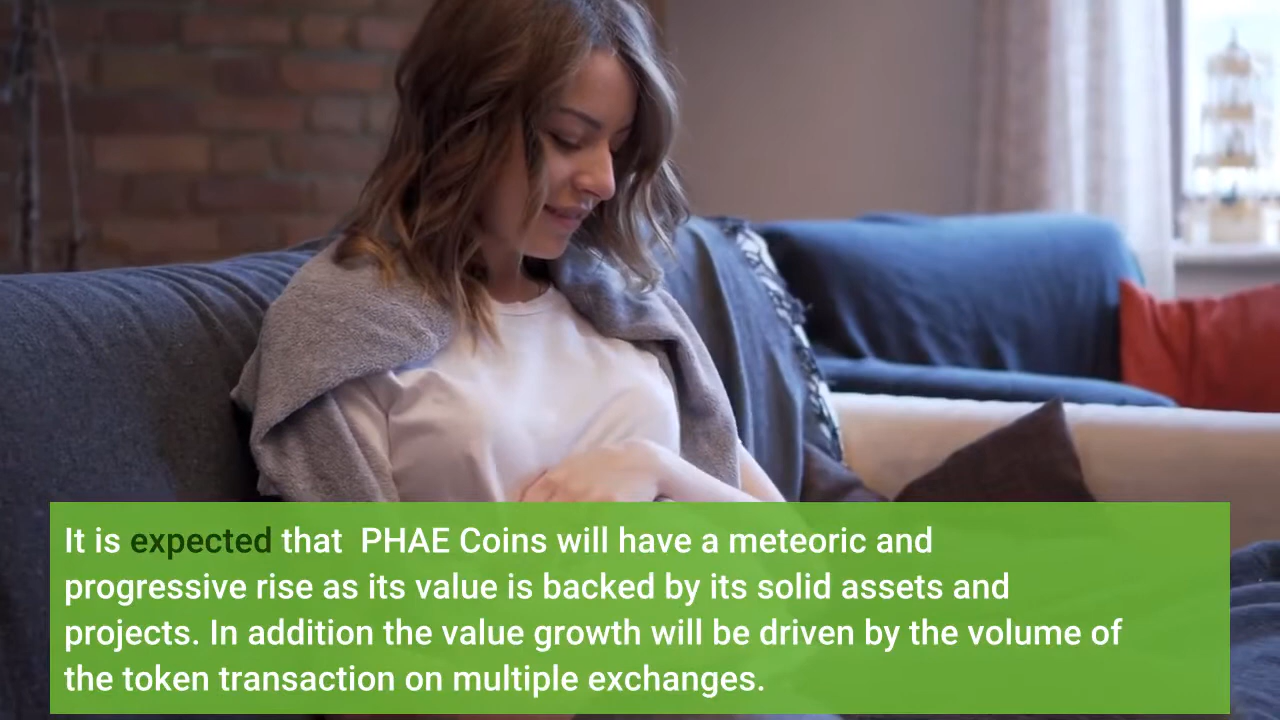 It is expected that  PHAE Coins will have a meteoric and
progressive rise as its value is backed by its solid assets and
projects. In addition the value growth will be driven by the volume of
the token transaction on multiple exchanges.